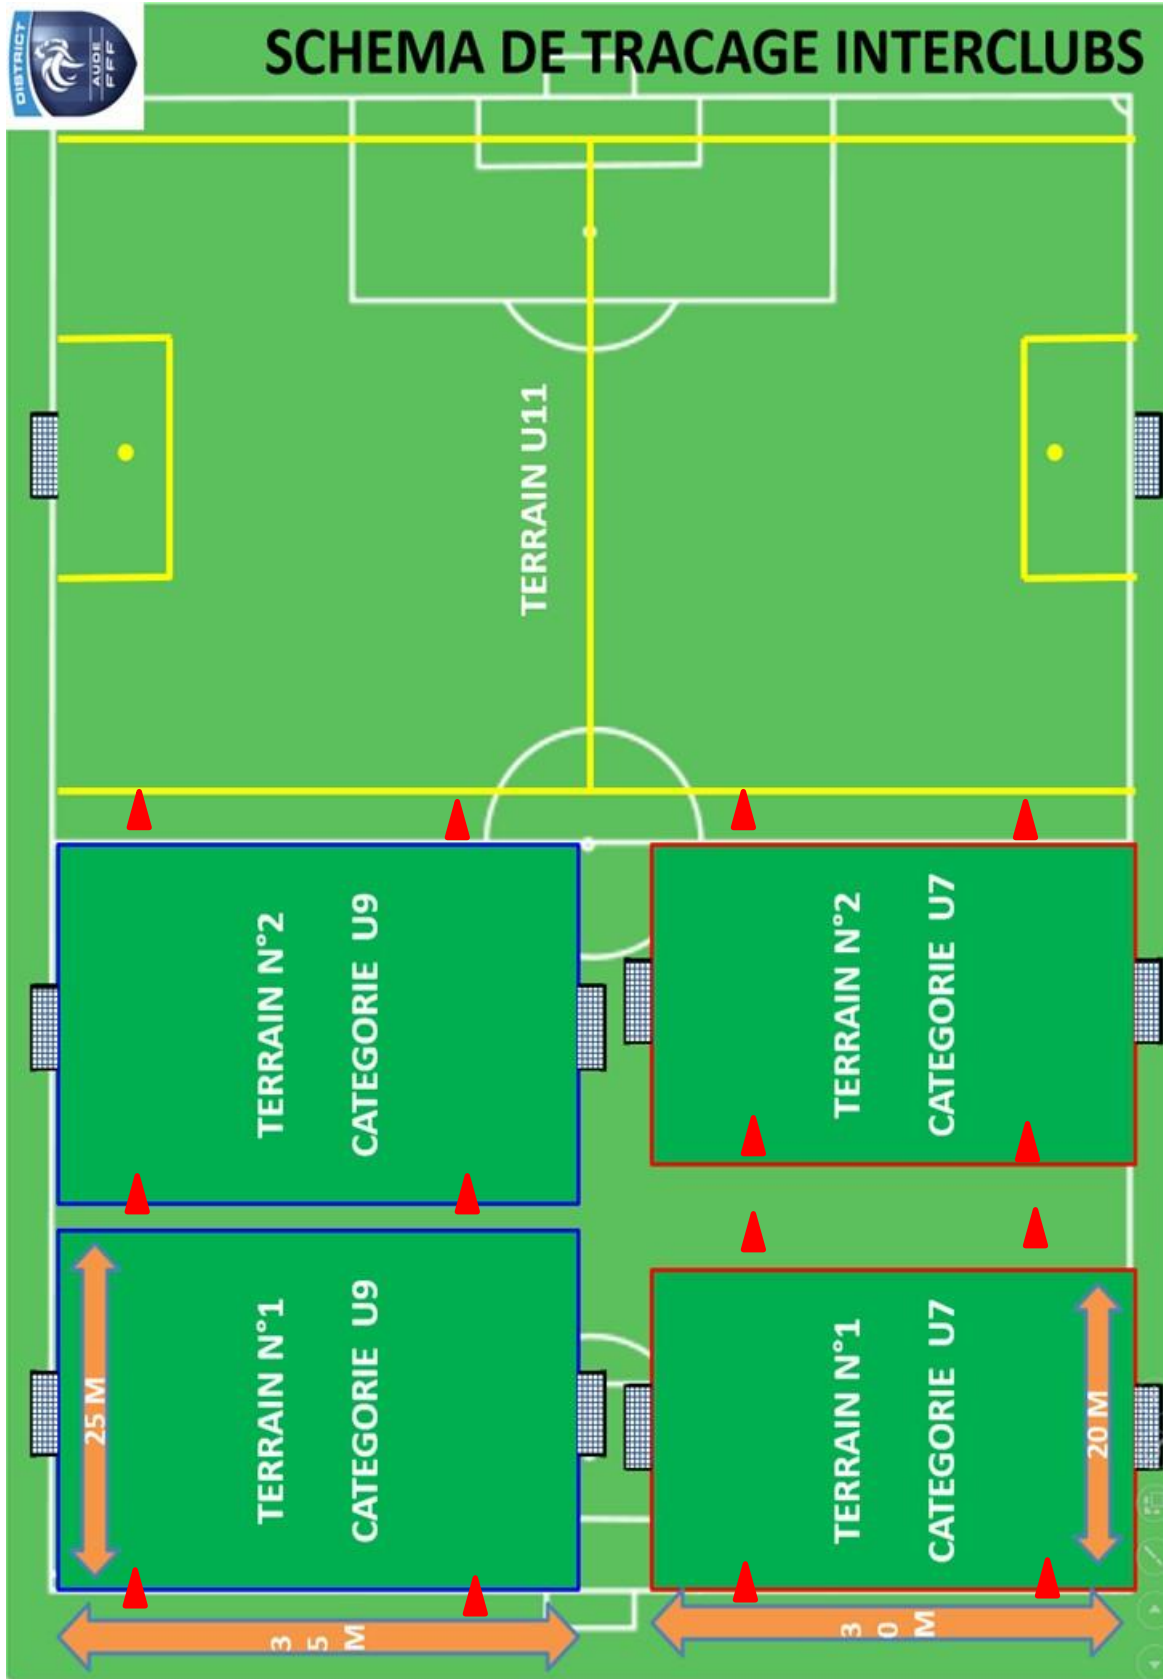 DISTRICT
AUDE
FFF
SCHEMA DE TRACAGE INTERCLUBS
TERRAIN U11
TERRAIN N°2
CATEGORIE U9
TERRAIN N°2
CATEGORIE U7
25 M
TERRAIN N°1
CATEGORIE U9
TERRAIN N°1
CATEGORIE U7
20 M
35 M
30 M